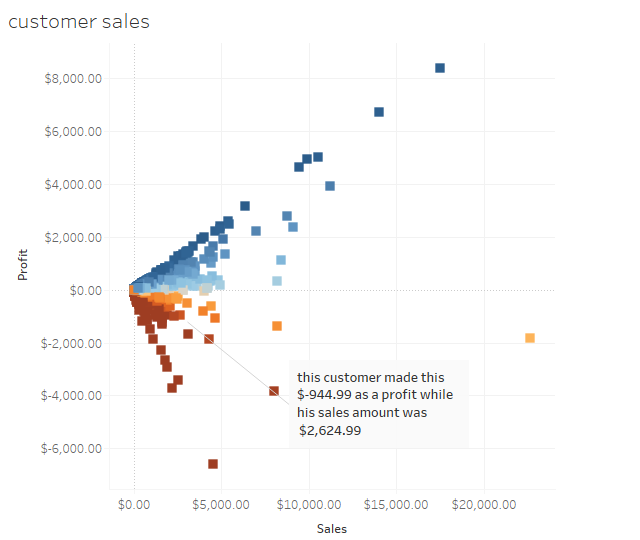 customer sales
Profit
$8,000.00
$6,000.00
$4,000.00
$2,000.00
$0.00
$-2,000.00
$-4,000.00
$-6,000.00
this customer made this
$-944.99 as a profit while
his sales amount was
$2,624.99
$0.00 $5,000.00 $10,000.00 $15,000.00 $20,000.00
Sales